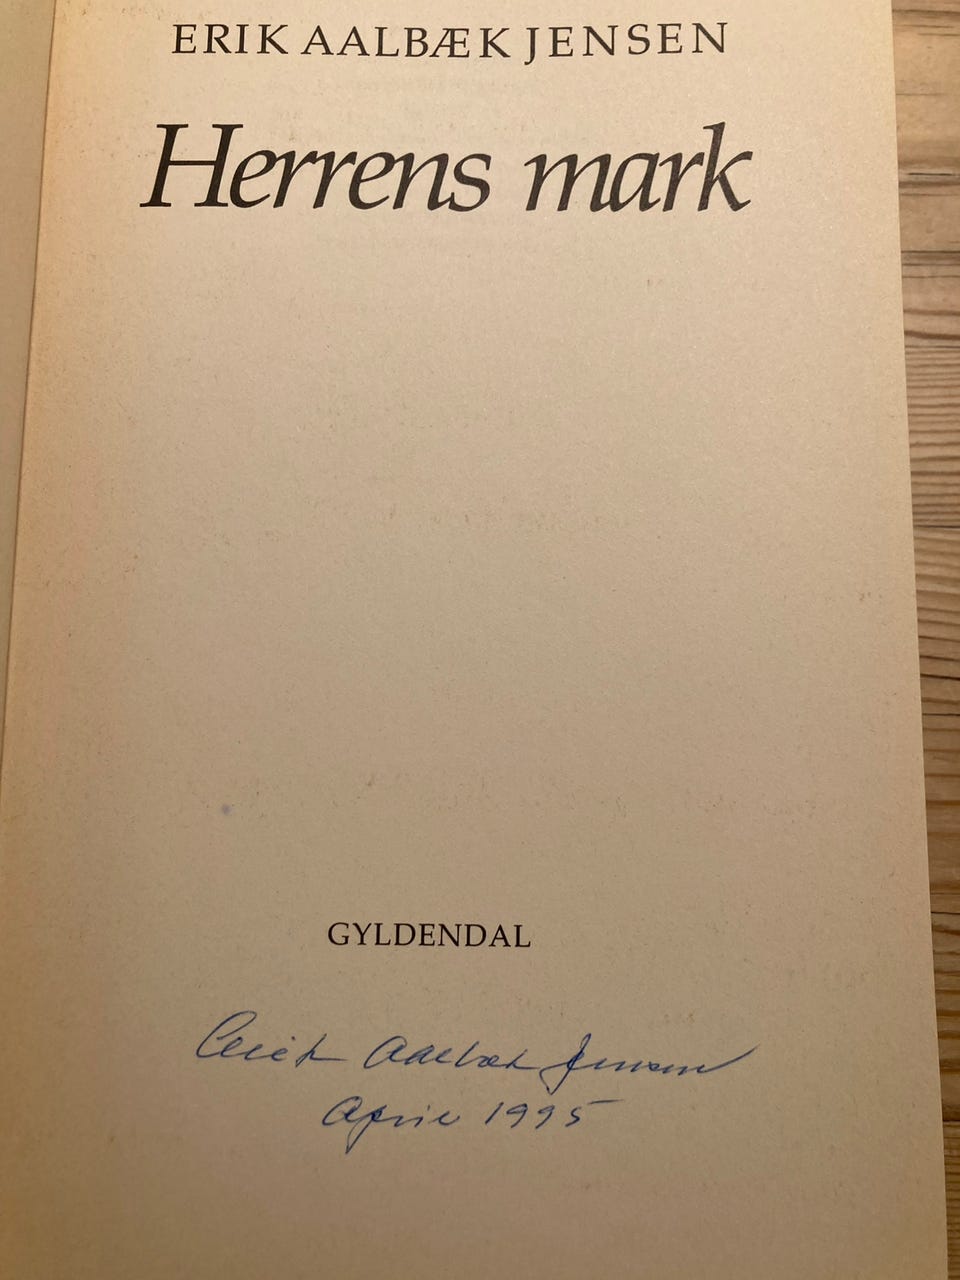 ERIK AALBÆK JENSEN
Herrens mark
GYLDENDAL
Erik Aalbæk Jensen
April 1995